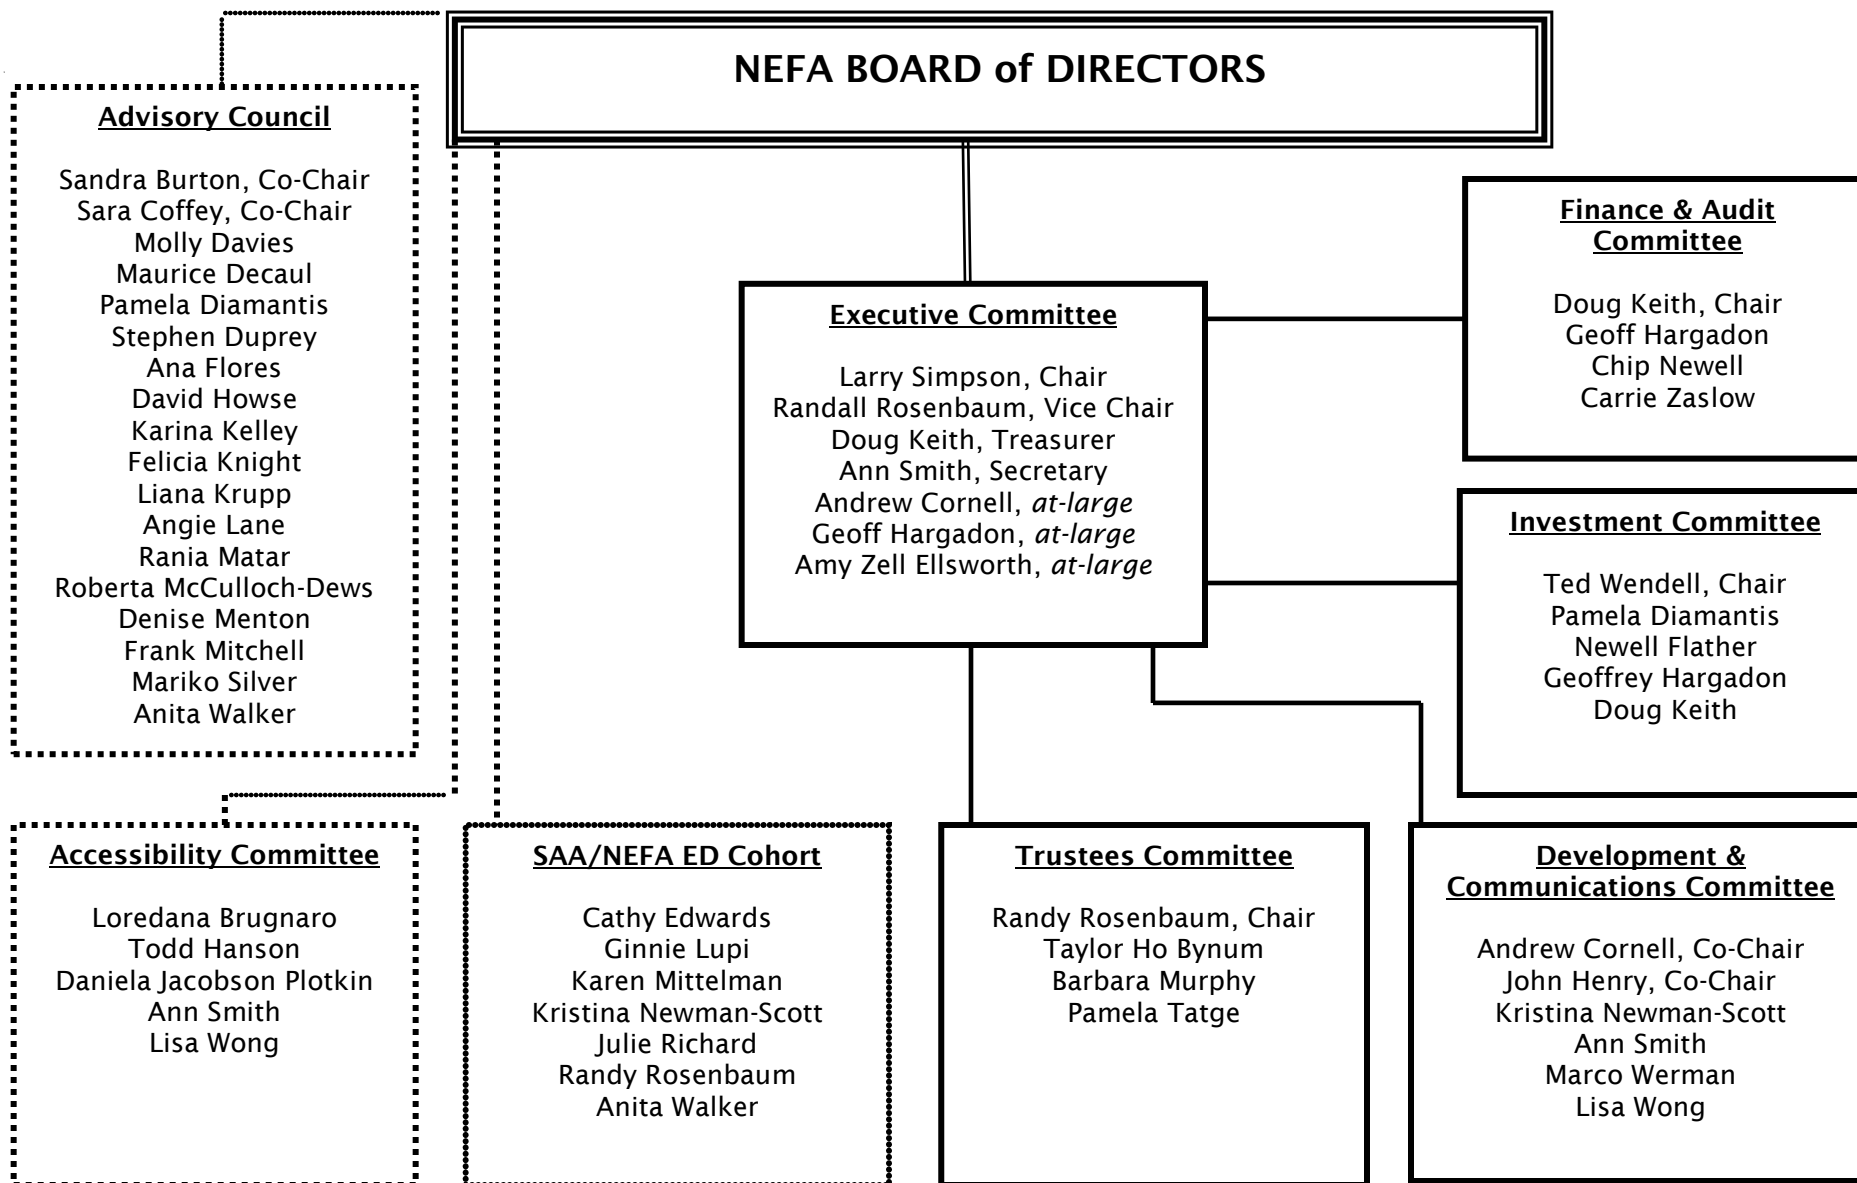 NEFA BOARD of DIRECTORS
Advisory Council
Sandra Burton, Co-Chair
Sara Coffey, Co-Chair
Molly Davies
Maurice Decaul
Pamela Diamantis
Stephen Duprey
Ana Flores
David Howse
Karina Kelley
Felicia Knight
Liana Krupp
Angie Lane
Rania Matar
Roberta McCulloch-Dews
Denise Menton
Frank Mitchell
Mariko Silver
Anita Walker
Executive Committee
Larry Simpson, Chair
Randall Rosenbaum, Vice Chair
Doug Keith, Treasurer
Ann Smith, Secretary
Andrew Cornell, at-large
Geoff Hargadon, at-large
Amy Zell Ellsworth, at-large
Finance & Audit
Committee
Doug Keith, Chair
Geoff Hargadon
Chip Newell
Carrie Zaslow
Investment Committee
Ted Wendell, Chair
Pamela Diamantis
Newell Flather
Geoffrey Hargadon
Doug Keith
Accessibility Committee
Loredana Brugnaro
Todd Hanson
Daniela Jacobson Plotkin
Ann Smith
Lisa Wong
SAA/NEFA ED Cohort
Cathy Edwards
Ginnie Lupi
Karen Mittelman
Kristina Newman-Scott
Julie Richard
Randy Rosenbaum
Anita Walker
Trustees Committee
Randy Rosenbaum, Chair
Taylor Ho Bynum
Barbara Murphy
Pamela Tatge
Development &
Communications Committee
Andrew Cornell, Co-Chair
John Henry, Co-Chair
Kristina Newman-Scott
Ann Smith
Marco Werman
Lisa Wong